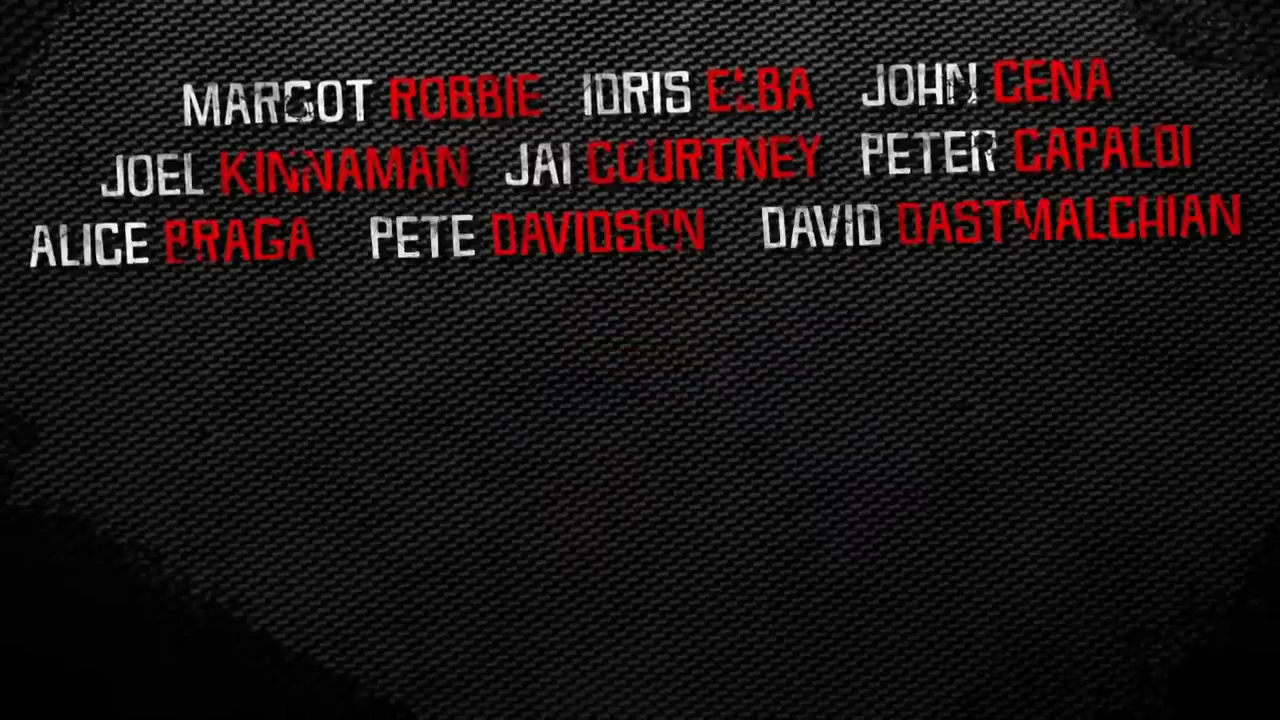 MARGOT ROBBIE IDRIS ELBA JOHN CENA
JOEL KINNAMAN JAI COURTNEY PETER CAPALDI
ALICE BRAGA PETE DAVIDSON DAVID DASTMALCHIAN